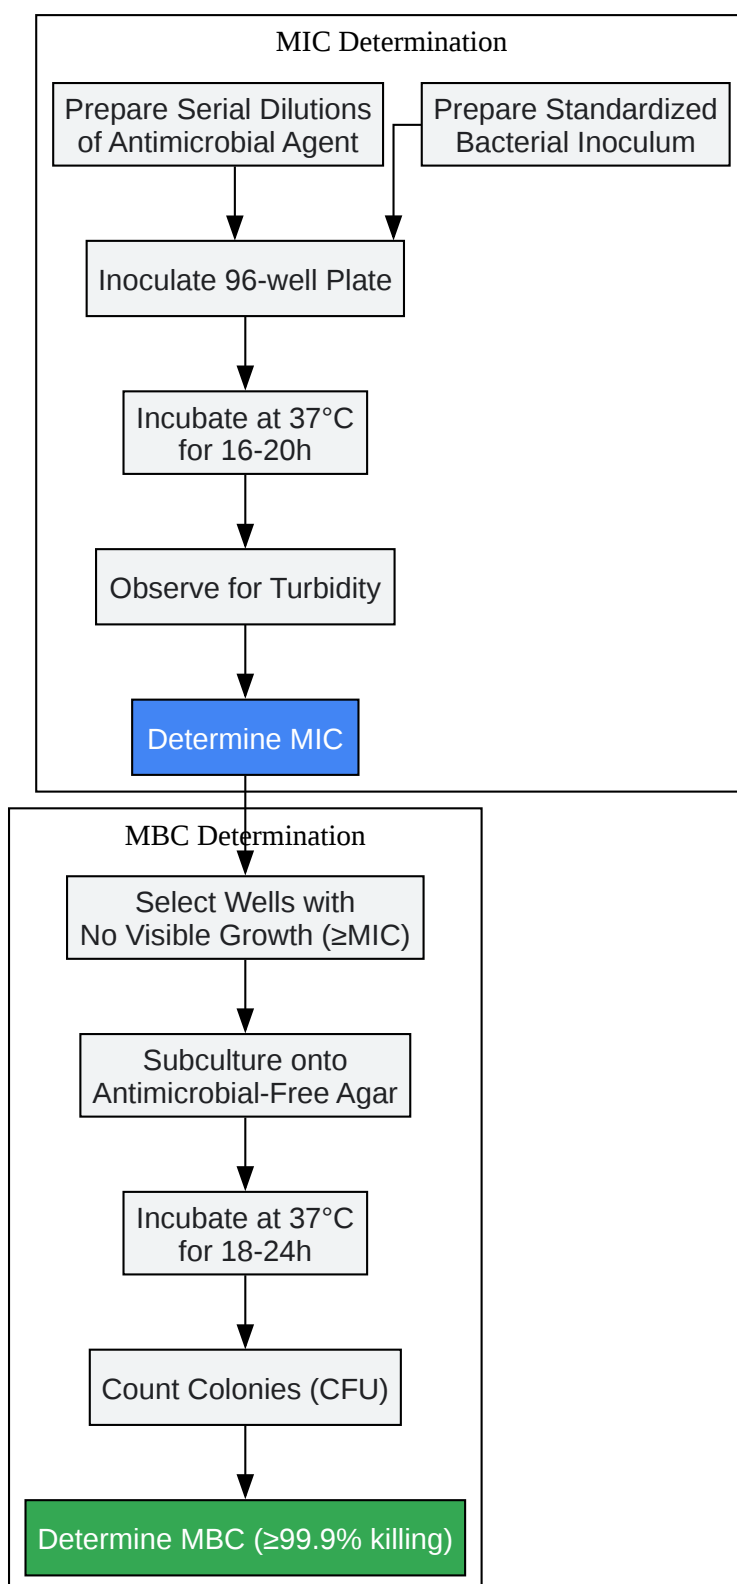 MIC Determination
Prepare Serial Dilutions
of Antimicrobial Agent
Prepare Standardized
Bacterial Inoculum
Inoculate 96-well Plate
Incubate at 37°C
for 16-20h
Observe for Turbidity
Determine MIC
MBC Determination
Select Wells with
No Visible Growth (≥MIC)
Subculture onto
Antimicrobial-Free Agar
Incubate at 37°C
for 18-24h
Count Colonies (CFU)
Determine MBC (≥99.9% killing)